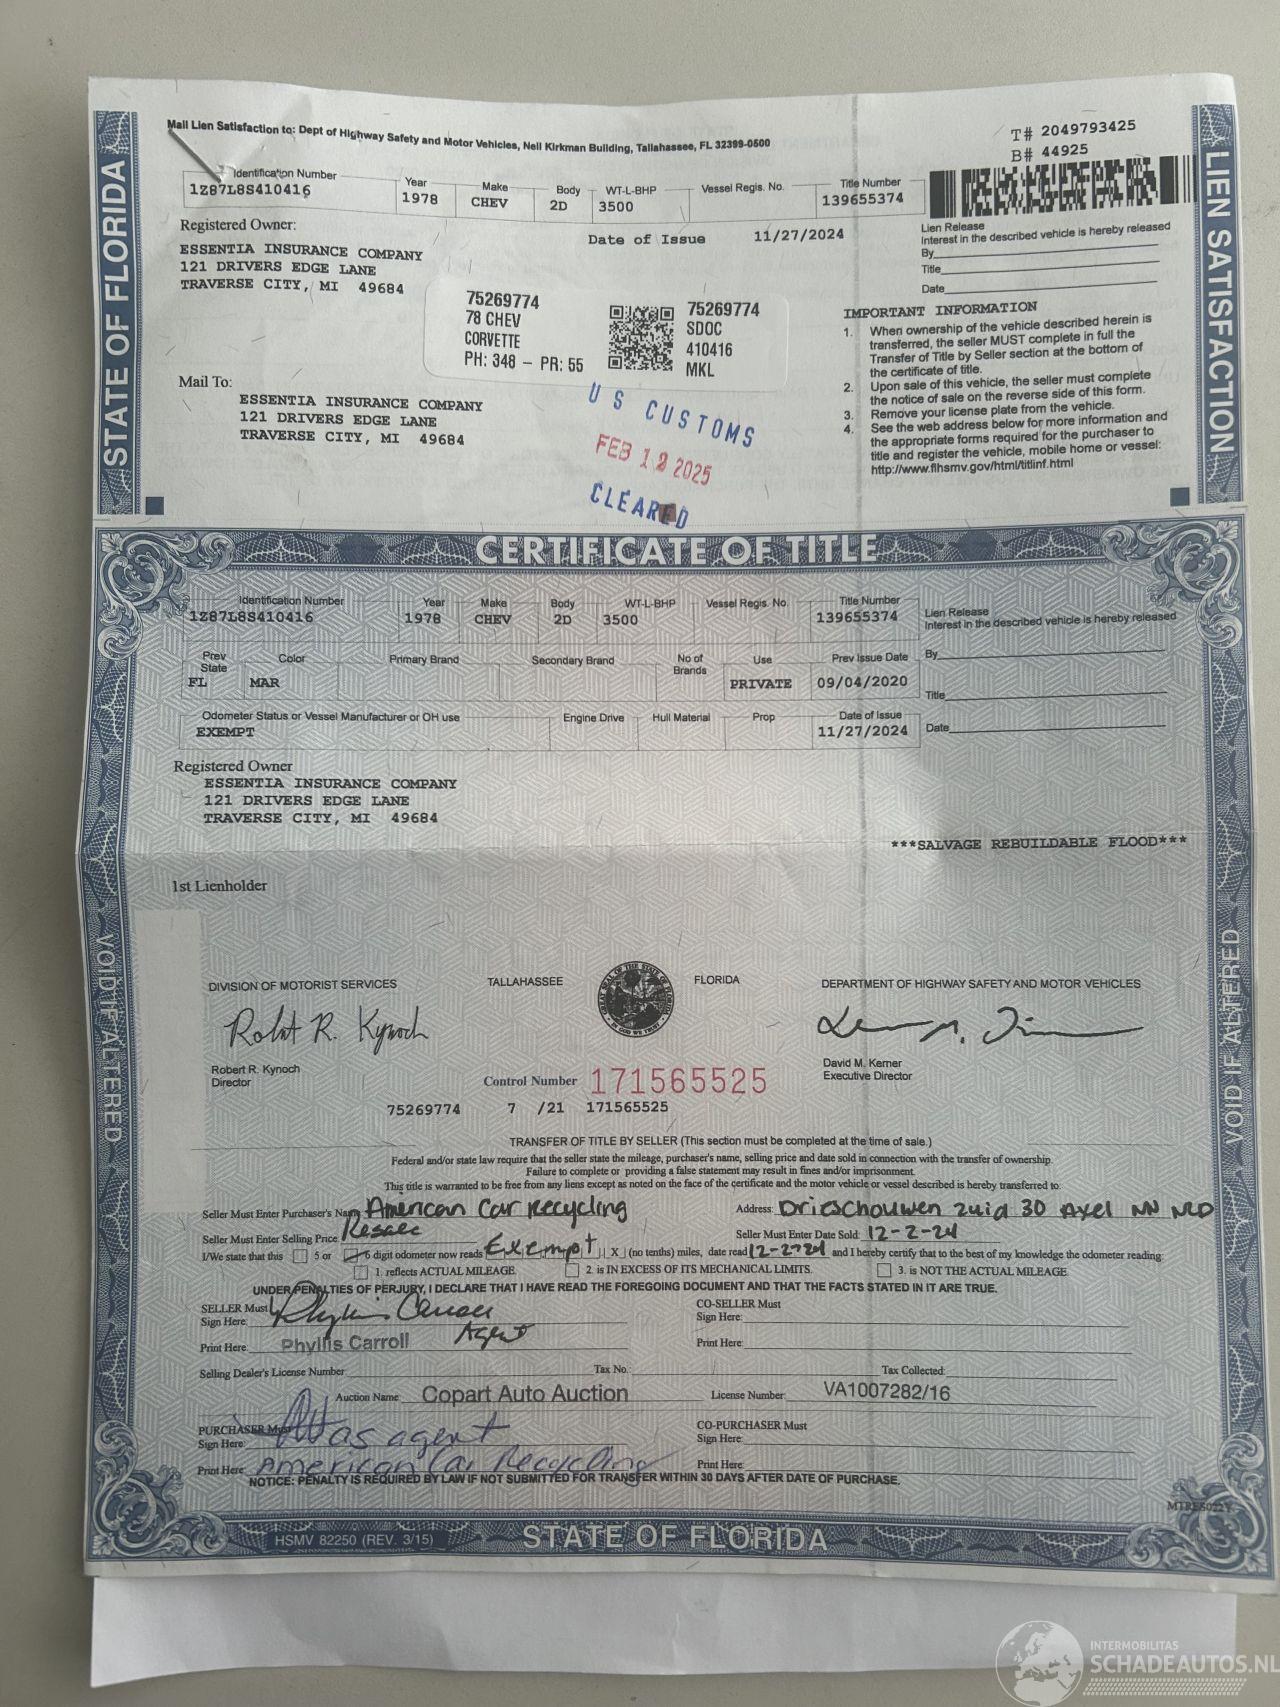 Mail Lien Satisfaction to: Dept of Highway Safety and Motor Vehicles, Neil Kirkman Building, Tallahassee, FL 32399-0500
T# 2049793425
B# 44925
Identification Number Year Make Body WT-L-BHP Vessel Regis. No. Title Number
1Z87L8S410416 1978 CHEV 2D 3500 139655374
Registered Owner:
ESSENTIA INSURANCE COMPANY
121 DRIVERS EDGE LANE
TRAVERSE CITY, MI 49684
Date of Issue 11/27/2024
Lien Release
Interest in the described vehicle is hereby released
By
Title
Date
75269774
78 CHEV
CORVETTE
PH: 348 - PR: 55
75269774
SDOC
410416
MKL
IMPORTANT INFORMATION
1. When ownership of the vehicle described herein is
transferred, the seller MUST complete in full the
Transfer of Title by Seller section at the bottom of
the certificate of title.
2. Upon sale of this vehicle, the seller must complete
the notice of sale on the reverse side of this form.
3. Remove your license plate from the vehicle.
4. See the web address below for more information and
the appropriate forms required for the purchaser to
title and register the vehicle, mobile home or vessel:
http://www.flhsmv.gov/html/titlinf.html
Mail To:
ESSENTIA INSURANCE COMPANY
121 DRIVERS EDGE LANE
TRAVERSE CITY, MI 49684
U S CUSTOMS
FEB 12 2025
CLEARED
STATE OF FLORIDA
LIEN SATISFACTION
CERTIFICATE OF TITLE
Identification Number Year Make Body WT-L-BHP Vessel Regis. No. Title Number
1Z87L8S410416 1978 CHEV 2D 3500 139655374
Lien Release
Interest in the described vehicle is hereby released
Prev State Color Primary Brand Secondary Brand No of Brands Use Prev Issue Date
FL MAR PRIVATE 09/04/2020
By
Title
Odometer Status or Vessel Manufacturer or OH use Engine Drive Hull Material Prop Date of Issue
EXEMPT 11/27/2024
Date
Registered Owner
ESSENTIA INSURANCE COMPANY
121 DRIVERS EDGE LANE
TRAVERSE CITY, MI 49684
***SALVAGE REBUILDABLE FLOOD***
1st Lienholder
VOID IF ALTERED
VOID IF ALTERED
DIVISION OF MOTORIST SERVICES TALLAHASSEE FLORIDA DEPARTMENT OF HIGHWAY SAFETY AND MOTOR VEHICLES
GREAT SEAL OF THE STATE OF FLORIDA
IN GOD WE TRUST
Robert R. Kynoch
Robert R. Kynoch
Director
David M. Kerner
Executive Director
Control Number 171565525
75269774 7 /21 171565525
TRANSFER OF TITLE BY SELLER (This section must be completed at the time of sale.)
Federal and/or state law require that the seller state the mileage, purchaser's name, selling price and date sold in connection with the transfer of ownership.
Failure to complete or providing a false statement may result in fines and/or imprisonment.
This title is warranted to be free from any liens except as noted on the face of the certificate and the motor vehicle or vessel described is hereby transferred to:
Seller Must Enter Purchaser's Name American Car Recycling Address: Drieschouwen Zuid 30 Axel NN NLD
Seller Must Enter Selling Price: Resale Seller Must Enter Date Sold: 12-2-24
I/We state that this 5 or 6 digit odometer now reads Exempt X (no tenths) miles, date read 12-2-24 and I hereby certify that to the best of my knowledge the odometer reading:
1. reflects ACTUAL MILEAGE. 2. is IN EXCESS OF ITS MECHANICAL LIMITS. 3. is NOT THE ACTUAL MILEAGE.
UNDER PENALTIES OF PERJURY, I DECLARE THAT I HAVE READ THE FOREGOING DOCUMENT AND THAT THE FACTS STATED IN IT ARE TRUE.
SELLER Must
Sign Here: Phyllis Carroll Agent
CO-SELLER Must
Sign Here:
Print Here: Phyllis Carroll
Print Here:
Selling Dealer's License Number: Tax No.: Tax Collected:
Auction Name: Copart Auto Auction License Number: VA1007282/16
PURCHASER Must
Sign Here: as agent
CO-PURCHASER Must
Sign Here:
Print Here: American Car Recycling
Print Here:
NOTICE: PENALTY IS REQUIRED BY LAW IF NOT SUBMITTED FOR TRANSFER WITHIN 30 DAYS AFTER DATE OF PURCHASE.
HSMV 82250 (REV. 3/15)
STATE OF FLORIDA
INTERMOBILITAS
SCHADEAUTOS.NL